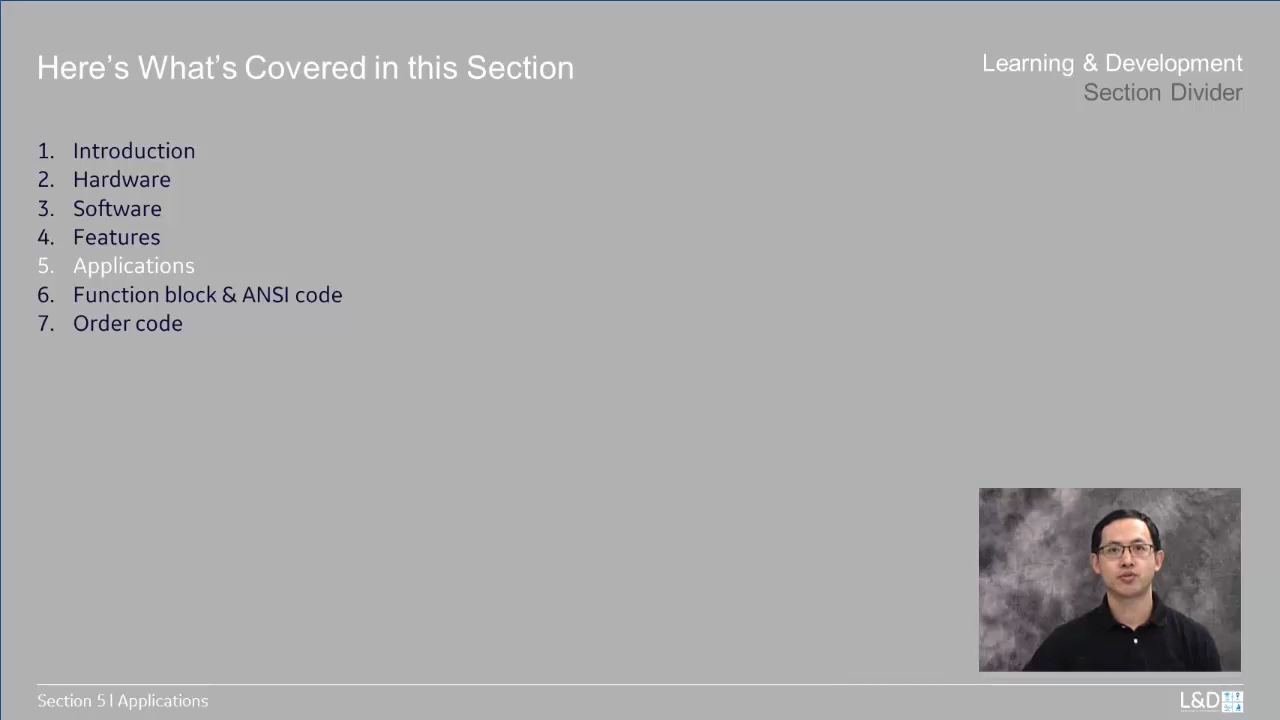 Here's What's Covered in this Section
Learning & Development
Section Divider
1. Introduction
2. Hardware
3. Software
4. Features
5. Applications
6. Function block & ANSI code
7. Order code
Section 5 | Applications
L&D